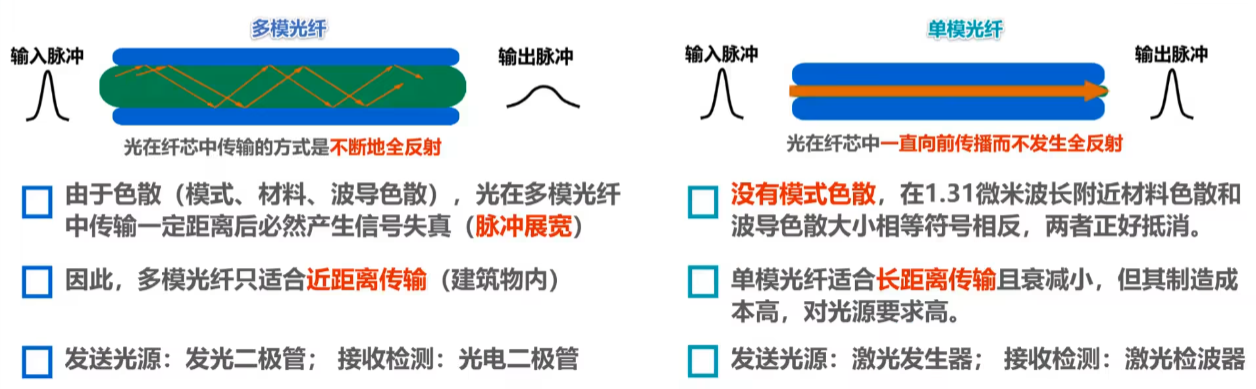 多模光纤
输入脉冲
输出脉冲
光在纤芯中传输的方式是不断地全反射
由于色散（模式、材料、波导色散），光在多模光纤
中传输一定距离后必然产生信号失真（脉冲展宽）
因此，多模光纤只适合近距离传输（建筑物内）
发送光源：发光二极管； 接收检测：光电二极管
单模光纤
输入脉冲
输出脉冲
光在纤芯中一直向前传播而不发生全反射
没有模式色散，在1.31微米波长附近材料色散和
波导色散大小相等符号相反，两者正好抵消。
单模光纤适合长距离传输且衰减小，但其制造成
本高，对光源要求高。
发送光源：激光发生器； 接收检测：激光检波器